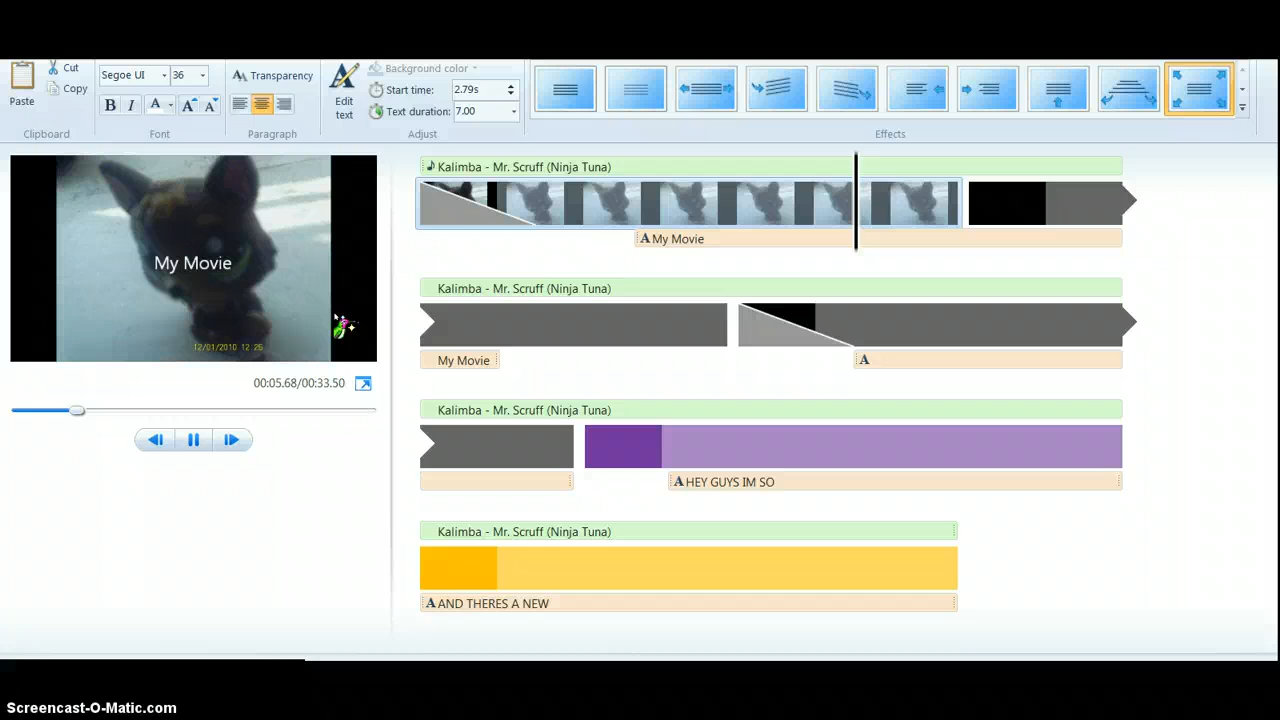 Cut
Segoe UI
36
Transparency
Background color
Copy
Start time:
2.79s
Paste
B I A A A
Edit
text
Text duration:
7.00
Clipboard
Font
Paragraph
Adjust
Effects
Kalimba - Mr. Scruff (Ninja Tuna)
A My Movie
My Movie
12/01/2010 12 26
Kalimba - Mr. Scruff (Ninja Tuna)
My Movie
A
00:05.68/00:33.50
Kalimba - Mr. Scruff (Ninja Tuna)
A HEY GUYS IM SO
Kalimba - Mr. Scruff (Ninja Tuna)
A AND THERES A NEW
Screencast-O-Matic.com